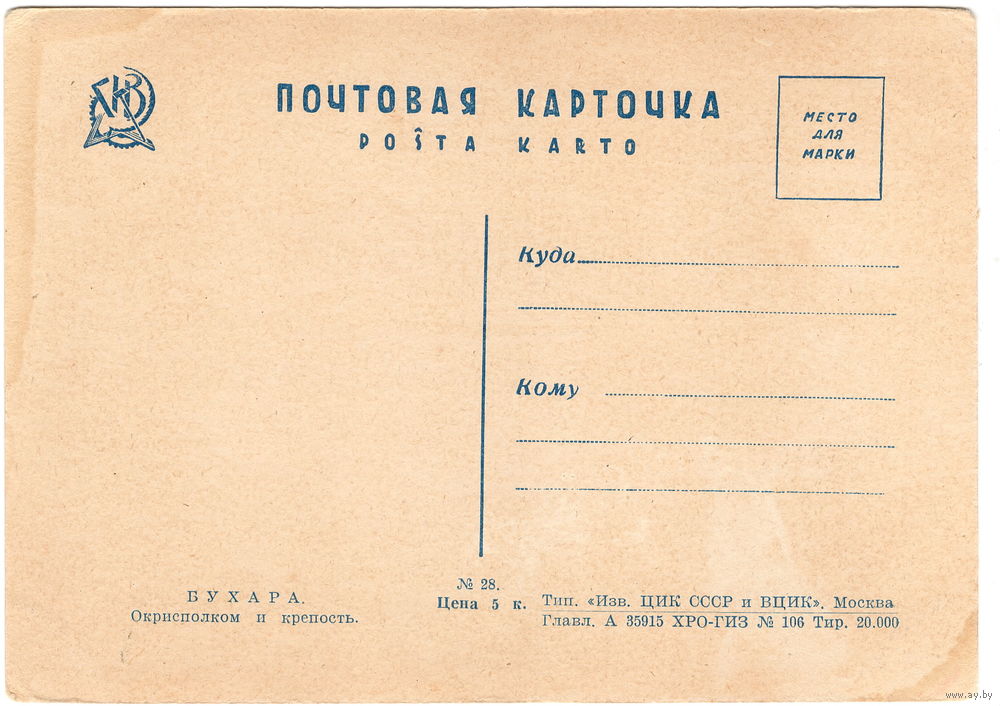 ПОЧТОВАЯ КАРТОЧКА
POŜTA KARTO
МЕСТО
ДЛЯ
МАРКИ
Куда
Кому
БУХАРА.
Окрисполком и крепость.
№ 28.
Цена 5 к.
Тип. «Изв. ЦИК СССР и ВЦИК». Москва
Главл. А 35915 ХРО-ГИЗ № 106 Тир. 20.000
www.ay.by